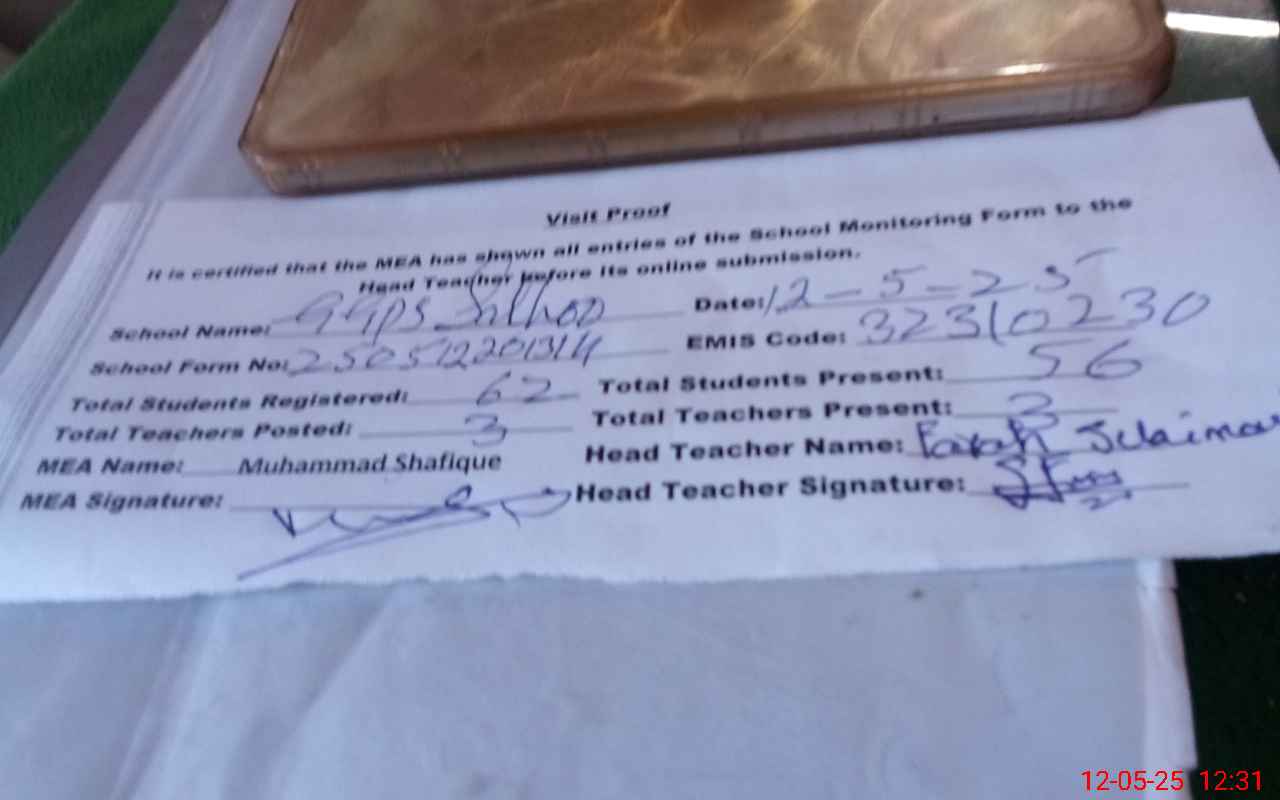 Visit Proof
It is certified that the MEA has shown all entries of the School Monitoring Form to the
Head Teacher before its online submission.
School Name: GGPS Date: 12-5-25
School Form No: 250512201314 EMIS Code: 32310230
Total Students Registered: 62 Total Students Present: 56
Total Teachers Posted: 3 Total Teachers Present:
MEA Name: Muhammad Shafique Head Teacher Name: Farah Sulaiman
MEA Signature: Head Teacher Signature:
12-05-25 12:31